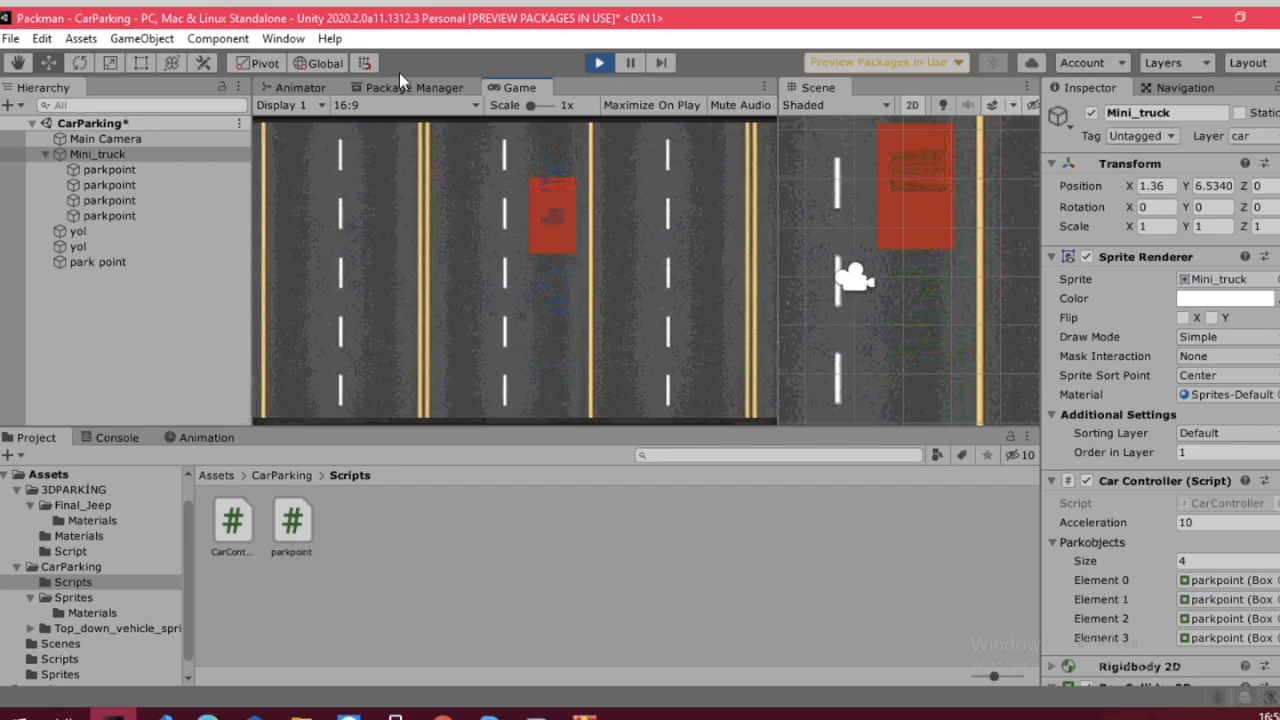 Packman - CarParking - PC, Mac & Linux Standalone - Unity 2020.2.0a11.1312.3 Personal [PREVIEW PACKAGES IN USE]* <DX11>
File Edit Assets GameObject Component Window Help
Pivot Global Preview Packages in Use Account Layers Layout
Hierarchy Animator Package Manager Game Scene Inspector Navigation
All Display 1 16:9 Scale 1x Maximize On Play Mute Audio Shaded 2D Mini_truck Static
CarParking*
Tag Untagged Layer car
Main Camera
Mini_truck
Transform
parkpoint
Position X 1.36 Y 6.5340 Z 0
parkpoint
Rotation X 0 Y 0 Z 0
parkpoint
Scale X 1 Y 1 Z 1
parkpoint
yol
yol
Sprite Renderer
park point
Sprite Mini_truck
Color
Flip X Y
Draw Mode Simple
Mask Interaction None
Sprite Sort Point Center
Material Sprites-Default
Additional Settings
Sorting Layer Default
Order in Layer 1
Project Console Animation
10
Assets
Assets > CarParking > Scripts
Car Controller (Script)
3DPARKİNG
Script CarController
Final_Jeep
Acceleration 10
Materials
Parkobjects
Materials
CarCont... parkpoint
Script
Size 4
CarParking
Element 0 parkpoint (Box
Scripts
Element 1 parkpoint (Box
Sprites
Element 2 parkpoint (Box
Materials
Element 3 parkpoint (Box
Top_down_vehicle_spri
Scenes
Windows
Scripts
Rigidbody 2D
Sprites